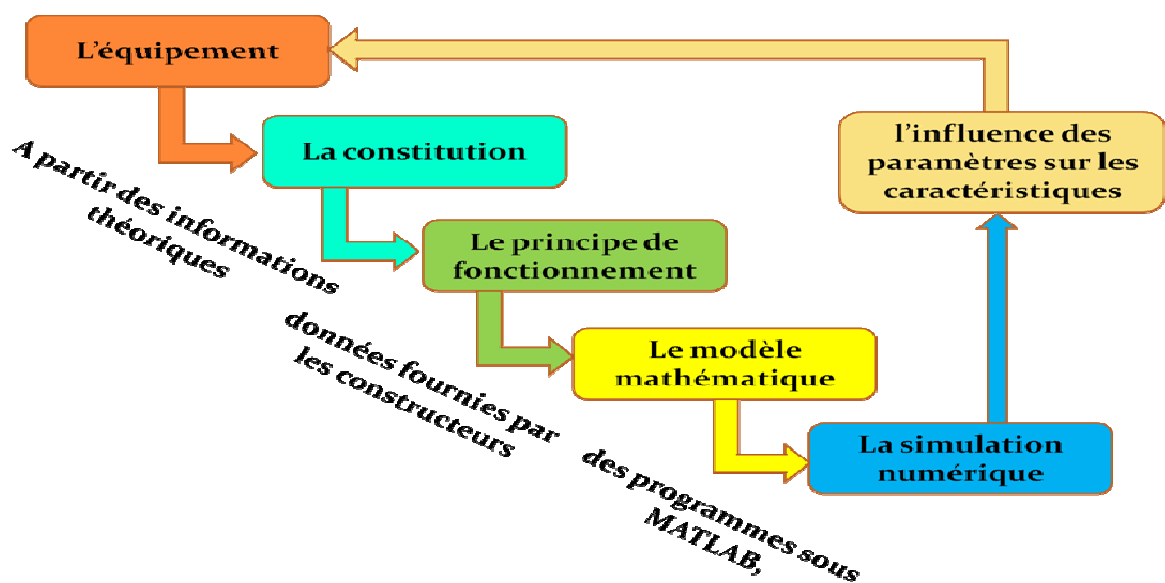 L'équipement
La constitution
Le principe de
fonctionnement
Le modèle
mathématique
La simulation
numérique
l'influence des
paramètres sur les
caractéristiques
A partir des informations
théoriques
données fournies par
les constructeurs
des programmes sous
MATLAB,